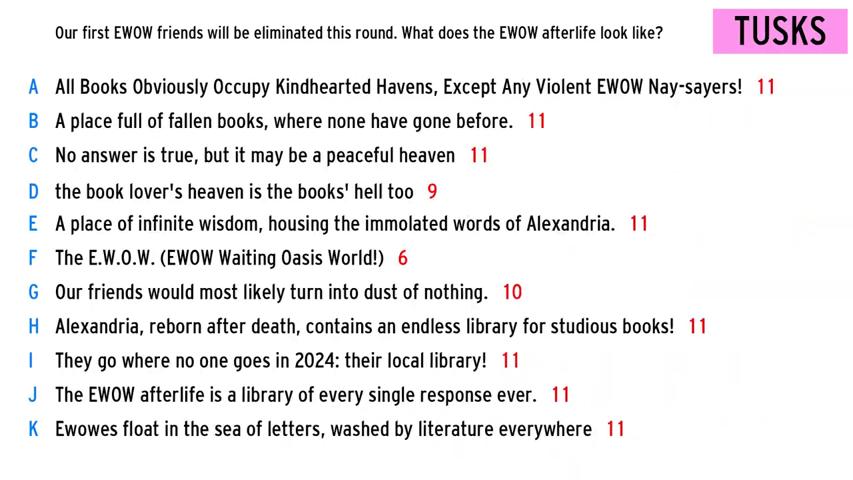 Our first EWOW friends will be eliminated this round. What does the EWOW afterlife look like?
TUSKS
A All Books Obviously Occupy Kindhearted Havens, Except Any Violent EWOW Nay-sayers! 11
B A place full of fallen books, where none have gone before. 11
C No answer is true, but it may be a peaceful heaven 11
D the book lover's heaven is the books' hell too 9
E A place of infinite wisdom, housing the immolated words of Alexandria. 11
F The E.W.O.W. (EWOW Waiting Oasis World!) 6
G Our friends would most likely turn into dust of nothing. 10
H Alexandria, reborn after death, contains an endless library for studious books! 11
I They go where no one goes in 2024: their local library! 11
J The EWOW afterlife is a library of every single response ever. 11
K Ewowes float in the sea of letters, washed by literature everywhere 11